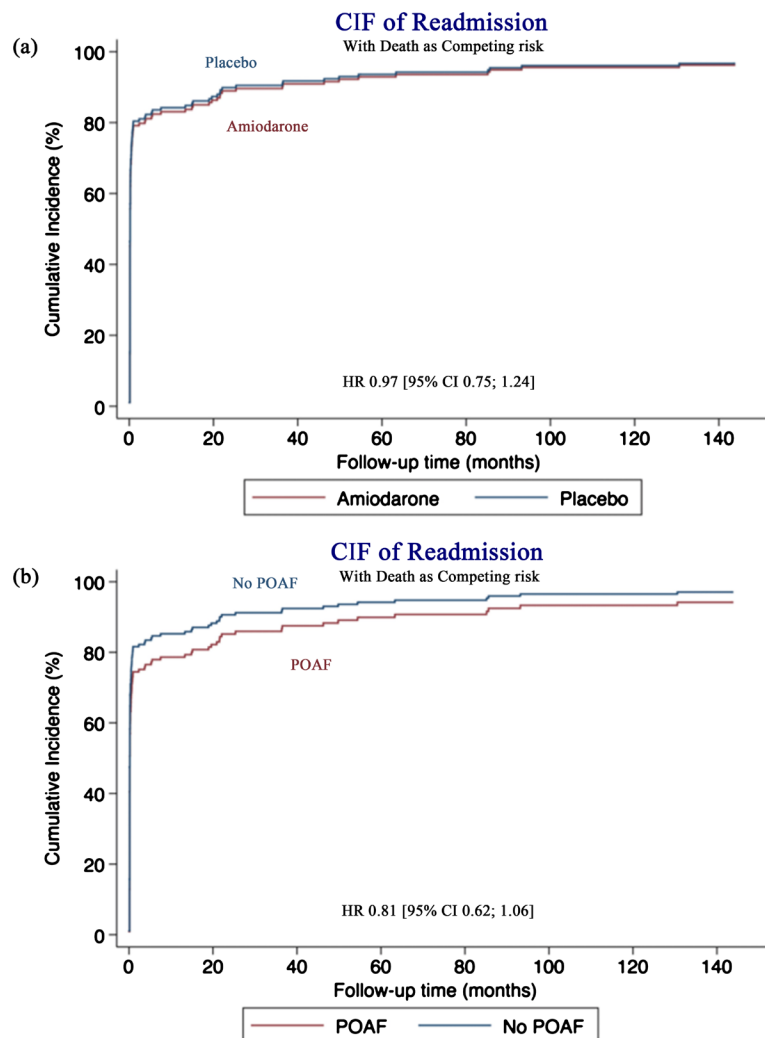 (a)
CIF of Readmission
With Death as Competing risk
100
80
60
40
20
0
Cumulative Incidence (%)
Placebo
Amiodarone
HR 0.97 [95% CI 0.75; 1.24]
0 20 40 60 80 100 120 140
Follow-up time (months)
Amiodarone Placebo
(b)
CIF of Readmission
With Death as Competing risk
100
80
60
40
20
0
Cumulative Incidence (%)
No POAF
POAF
HR 0.81 [95% CI 0.62; 1.06]
0 20 40 60 80 100 120 140
Follow-up time (months)
POAF No POAF